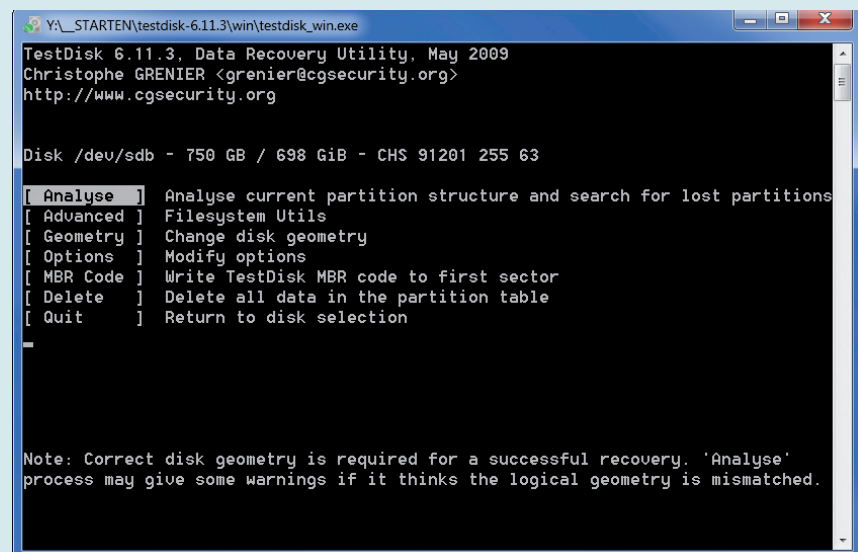 Y:\__STARTEN\testdisk-6.11.3\win\testdisk_win.exe
TestDisk 6.11.3, Data Recovery Utility, May 2009
Christophe GRENIER <grenier@cgsecurity.org>
http://www.cgsecurity.org
Disk /dev/sdb - 750 GB / 698 GiB - CHS 91201 255 63
[ Analyse ] Analyse current partition structure and search for lost partitions
[ Advanced ] Filesystem Utils
[ Geometry ] Change disk geometry
[ Options ] Modify options
[ MBR Code ] Write TestDisk MBR code to first sector
[ Delete ] Delete all data in the partition table
[ Quit ] Return to disk selection
Note: Correct disk geometry is required for a successful recovery. 'Analyse'
process may give some warnings if it thinks the logical geometry is mismatched.